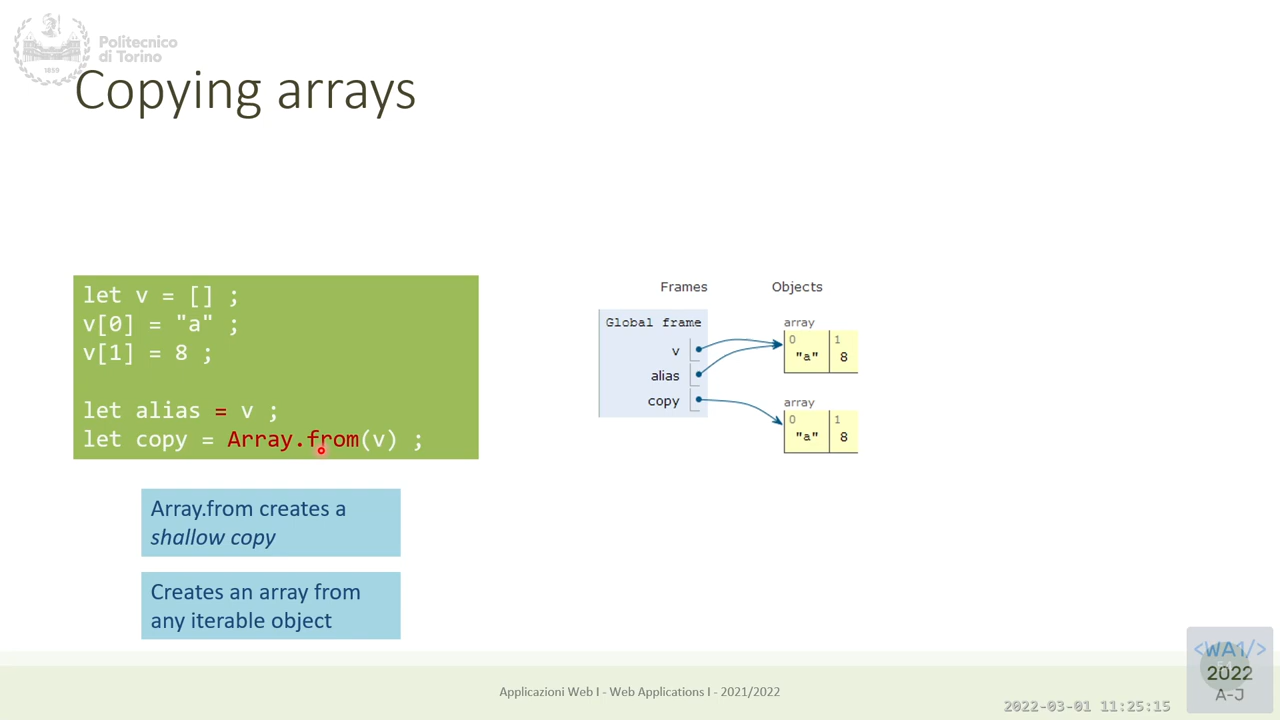 Politecnico
di Torino
1859
Copying arrays
let v = [] ;
v[0] = "a" ;
v[1] = 8 ;
let alias = v ;
let copy = Array.from(v) ;
Array.from creates a
shallow copy
Creates an array from
any iterable object
Frames
Objects
Global frame
v
alias
copy
array
0 1
"a" 8
array
0 1
"a" 8
Applicazioni Web I - Web Applications I - 2021/2022
2022-03-01 11:25:15
<WA1/>
2022
A-J